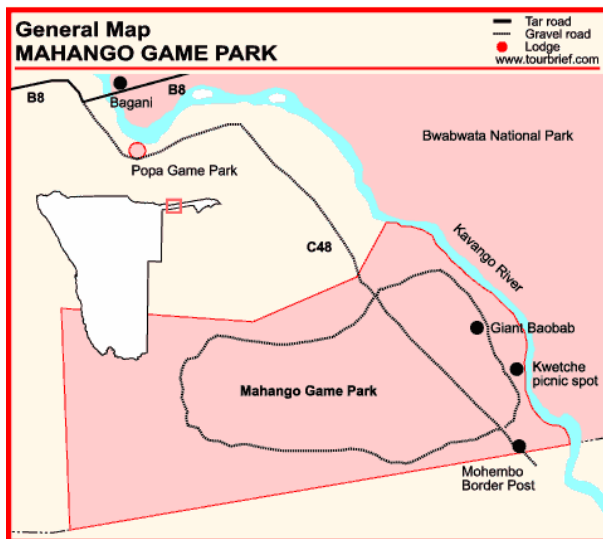 General Map
MAHANGO GAME PARK
Tar road
Gravel road
Lodge
www.tourbrief.com
B8
B8
Bagani
Bwabwata National Park
Popa Game Park
C48
Kavango River
Giant Baobab
Kwetche
picnic spot
Mahango Game Park
Mohembo
Border Post